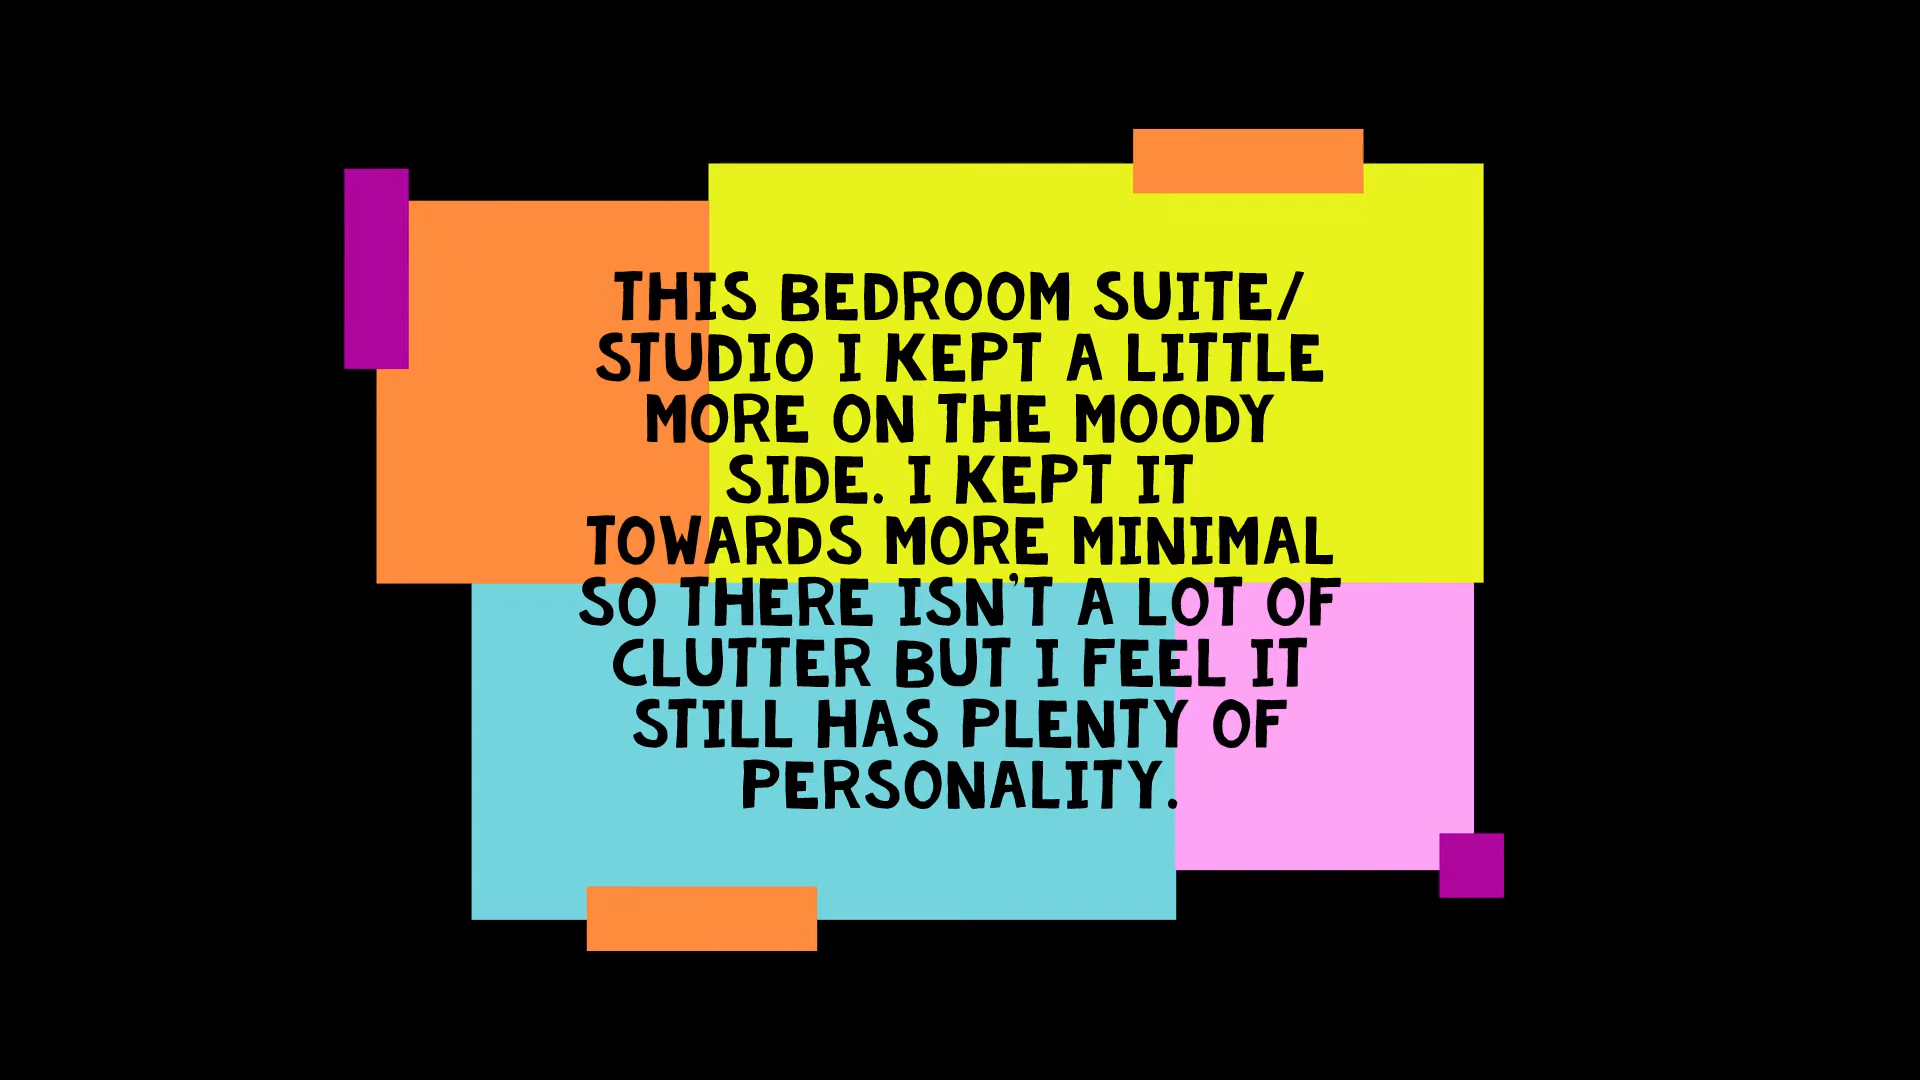 THIS BEDROOM SUITE/
STUDIO I KEPT A LITTLE
MORE ON THE MOODY
SIDE. I KEPT IT
TOWARDS MORE MINIMAL
SO THERE ISN'T A LOT OF
CLUTTER BUT I FEEL IT
STILL HAS PLENTY OF
PERSONALITY.